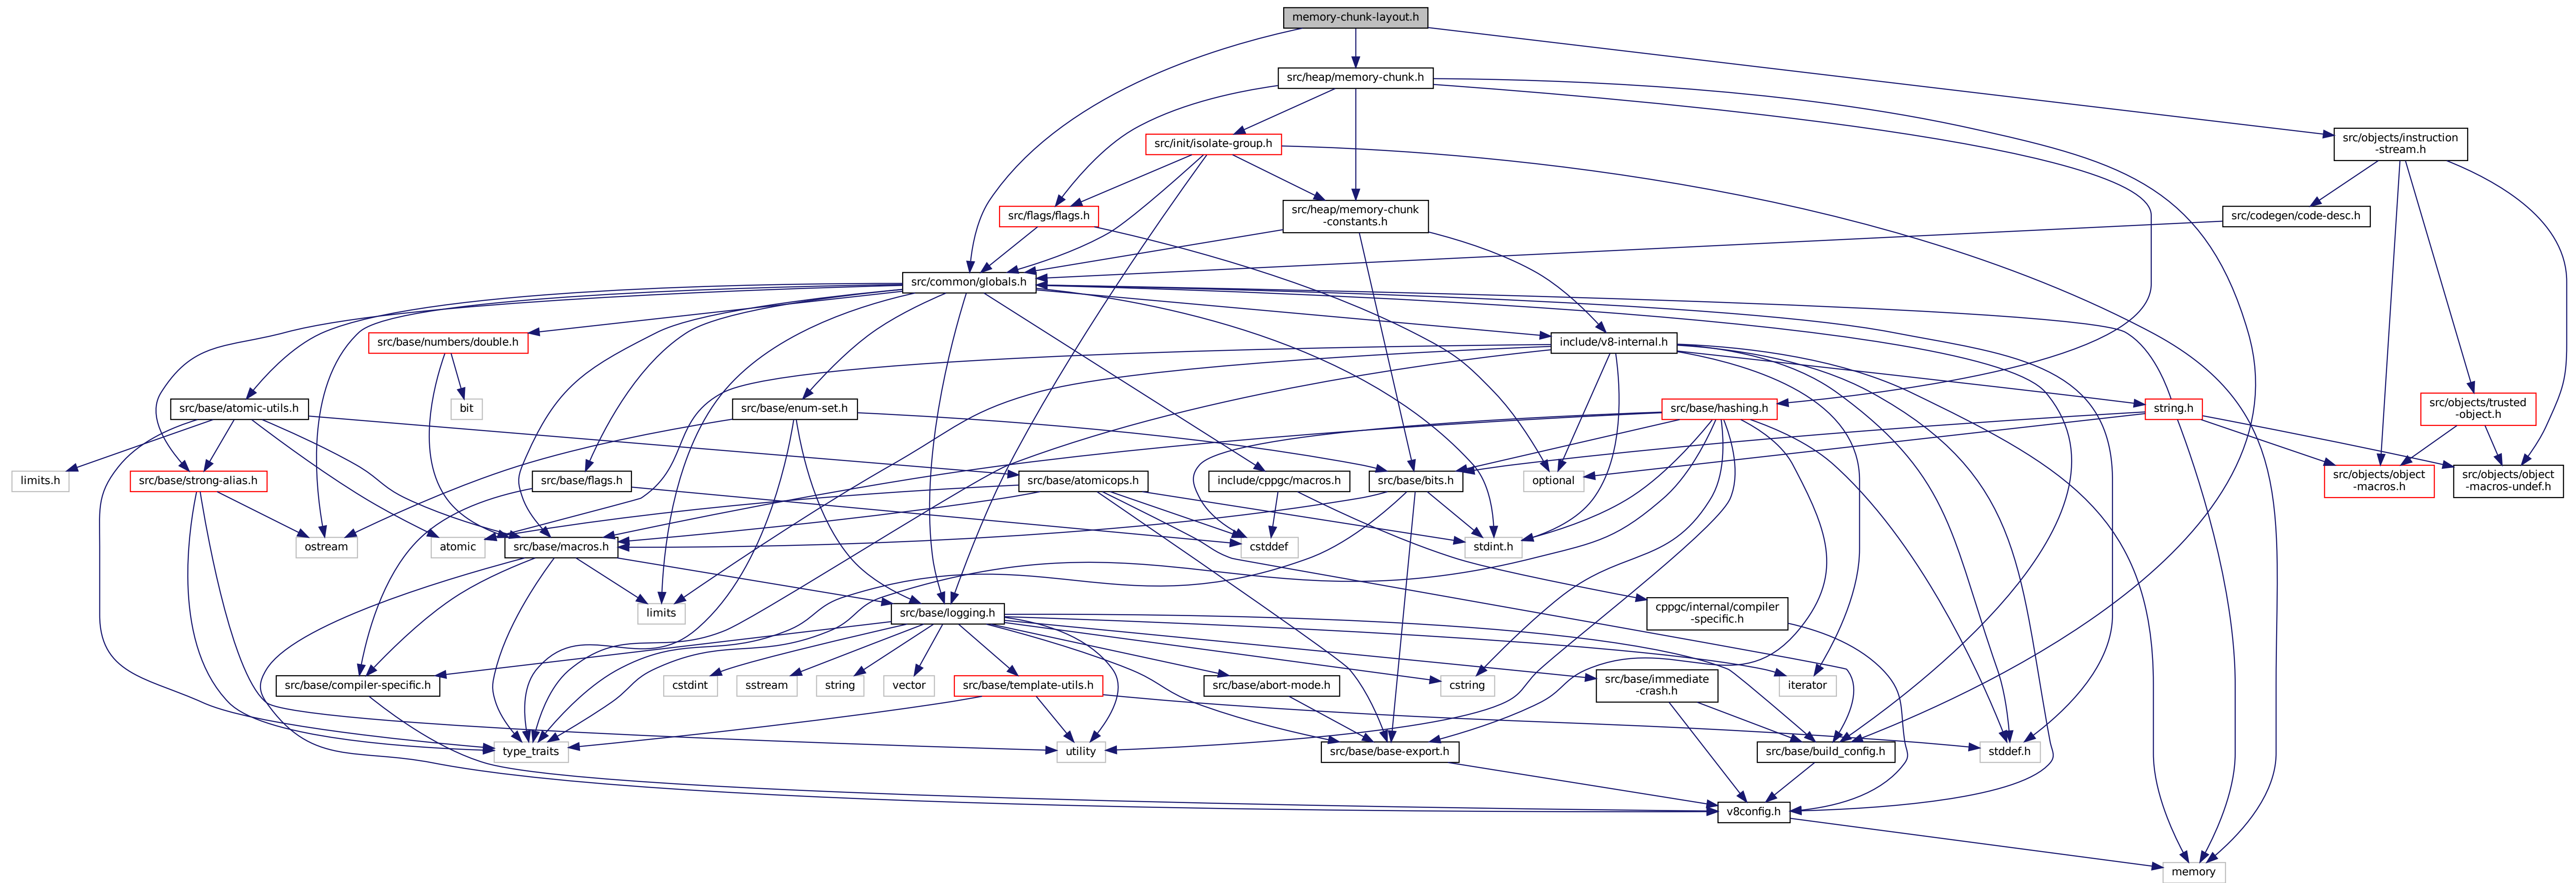 memory-chunk-layout.h
src/heap/memory-chunk.h
src/init/isolate-group.h
src/objects/instruction
-stream.h
src/flags/flags.h
src/heap/memory-chunk
-constants.h
src/codegen/code-desc.h
src/common/globals.h
src/base/numbers/double.h
include/v8-internal.h
src/base/atomic-utils.h
bit
src/base/enum-set.h
src/base/hashing.h
string.h
src/objects/trusted
-object.h
limits.h
src/base/strong-alias.h
src/base/flags.h
src/base/atomicops.h
include/cppgc/macros.h
src/base/bits.h
optional
src/objects/object
-macros.h
src/objects/object
-macros-undef.h
ostream
atomic
src/base/macros.h
cstddef
stdint.h
limits
src/base/logging.h
cppgc/internal/compiler
-specific.h
src/base/compiler-specific.h
cstdint
sstream
string
vector
src/base/template-utils.h
src/base/abort-mode.h
cstring
src/base/immediate
-crash.h
iterator
type_traits
utility
src/base/base-export.h
src/base/build_config.h
stddef.h
v8config.h
memory